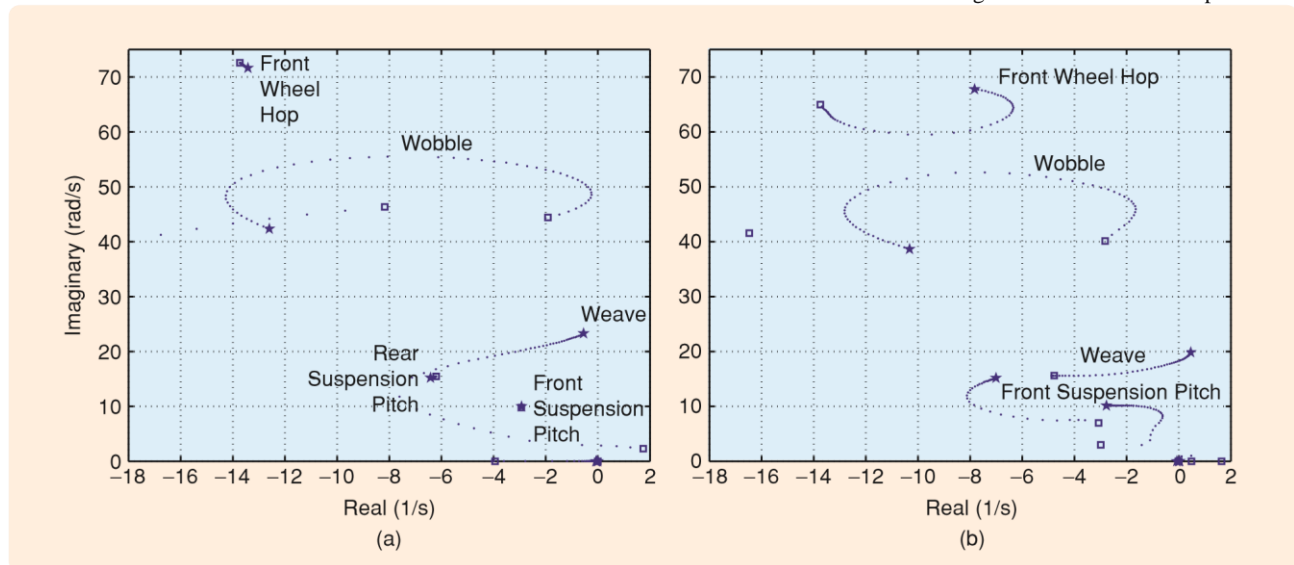 Front
Wheel
Hop
Wobble
Weave
Rear
Suspension
Pitch
Front
Suspension
Pitch
70
60
50
40
30
20
10
0
Imaginary (rad/s)
−18 −16 −14 −12 −10 −8 −6 −4 −2 0 2
Real (1/s)
(a)
Front Wheel Hop
Wobble
Weave
Front Suspension Pitch
70
60
50
40
30
20
10
0
−18 −16 −14 −12 −10 −8 −6 −4 −2 0 2
Real (1/s)
(b)